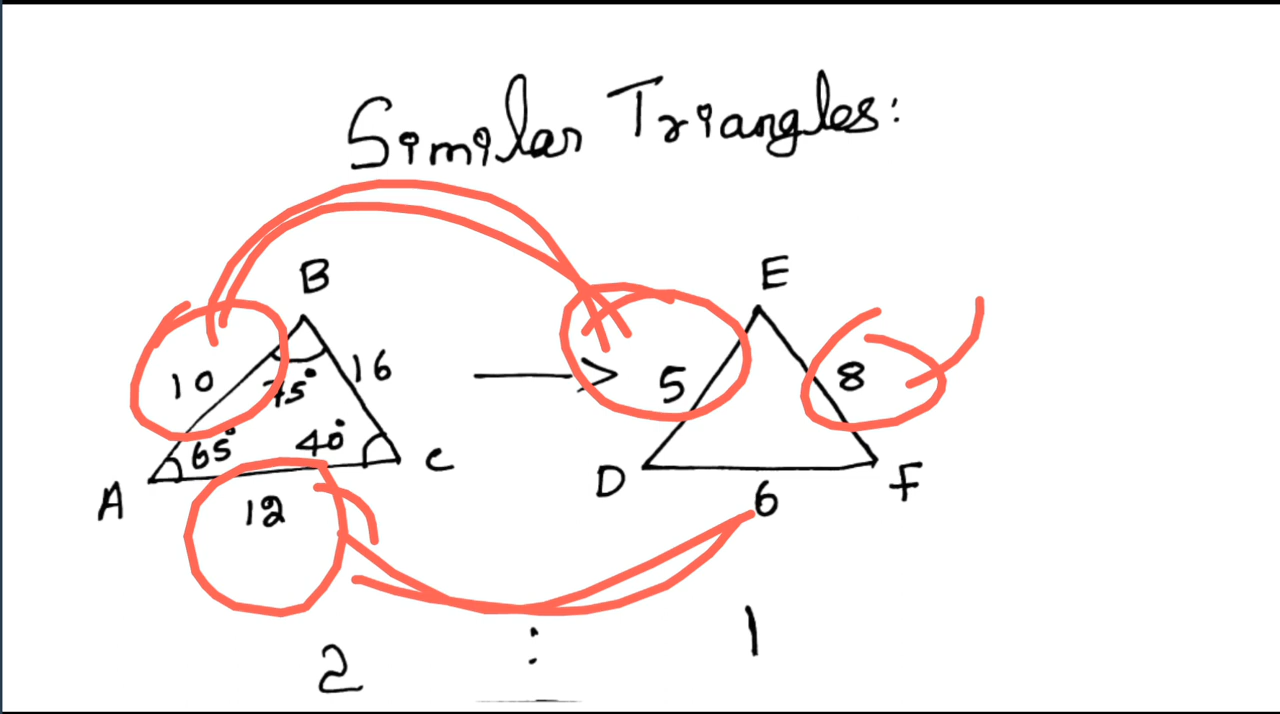 Similar Triangles:
B E
10 75° 16 —> 5 8
65° 40°
A C D F
12 6
2 : 1